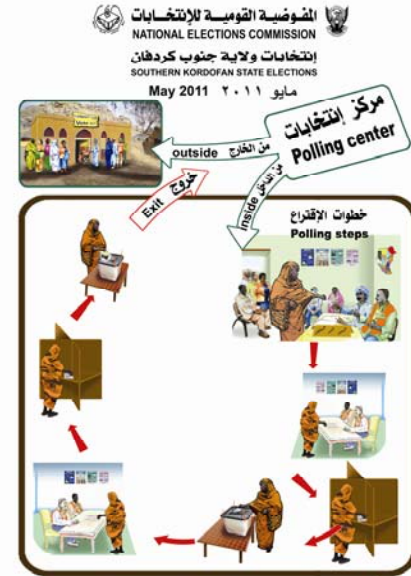 المفوضية القومية للإنتخابات
NATIONAL ELECTIONS COMMISSION
إنتخابات ولاية جنوب كردفان
SOUTHERN KORDOFAN STATE ELECTIONS
May 2011 مايو ٢٠١١
مركز إنتخابات
Polling center
من الخارج outside
من الداخل inside
خروج Exit
خطوات الإقتراع
Polling steps